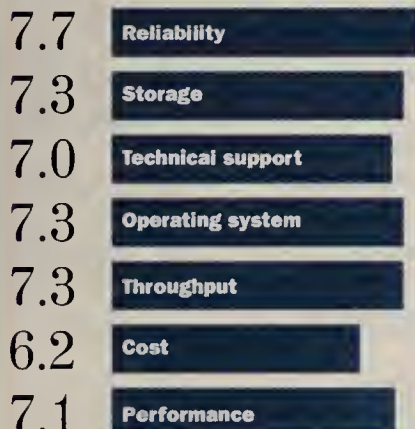 7.7 Reliability
7.3 Storage
7.0 Technical support
7.3 Operating system
7.3 Throughput
6.2 Cost
7.1 Performance